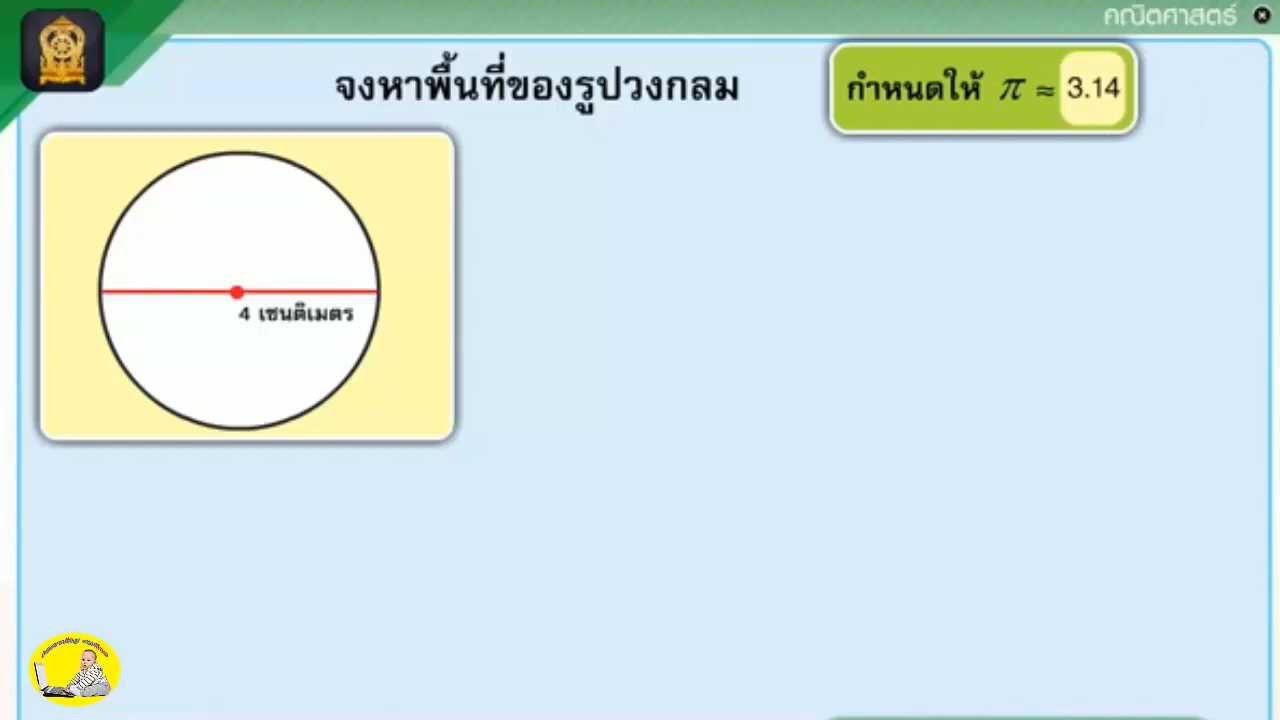 คณิตศาสตร์
จงหาพื้นที่ของรูปวงกลม
กำหนดให้ π ≈ 3.14
4 เซนติเมตร